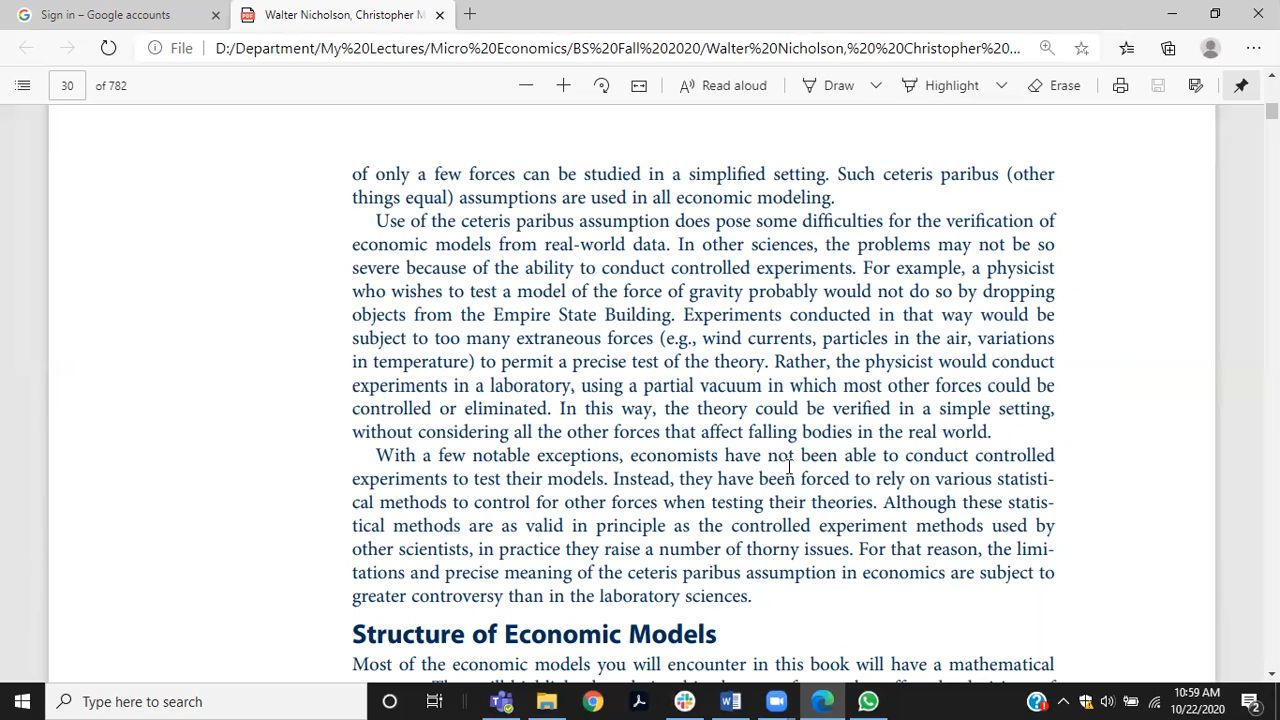 Sign in – Google accounts
Walter Nicholson, Christopher M
File
D:/Department/My%20Lectures/Micro%20Economics/BS%20Fall%202020/Walter%20Nicholson,%20%20Christopher%20...
30 of 782
Read aloud
Draw
Highlight
Erase
of only a few forces can be studied in a simplified setting. Such ceteris paribus (other
things equal) assumptions are used in all economic modeling.
Use of the ceteris paribus assumption does pose some difficulties for the verification of
economic models from real-world data. In other sciences, the problems may not be so
severe because of the ability to conduct controlled experiments. For example, a physicist
who wishes to test a model of the force of gravity probably would not do so by dropping
objects from the Empire State Building. Experiments conducted in that way would be
subject to too many extraneous forces (e.g., wind currents, particles in the air, variations
in temperature) to permit a precise test of the theory. Rather, the physicist would conduct
experiments in a laboratory, using a partial vacuum in which most other forces could be
controlled or eliminated. In this way, the theory could be verified in a simple setting,
without considering all the other forces that affect falling bodies in the real world.
With a few notable exceptions, economists have not been able to conduct controlled
experiments to test their models. Instead, they have been forced to rely on various statisti-
cal methods to control for other forces when testing their theories. Although these statis-
tical methods are as valid in principle as the controlled experiment methods used by
other scientists, in practice they raise a number of thorny issues. For that reason, the limi-
tations and precise meaning of the ceteris paribus assumption in economics are subject to
greater controversy than in the laboratory sciences.
Structure of Economic Models
Most of the economic models you will encounter in this book will have a mathematical
Type here to search
10:59 AM
10/22/2020
2